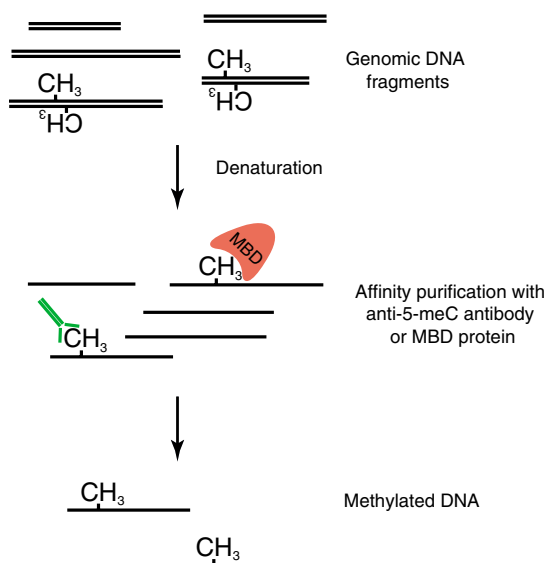 Genomic DNA
fragments
CH3
CH3
CH3
CH3
Denaturation
MBD
CH3
Affinity purification with
anti-5-meC antibody
or MBD protein
CH3
CH3
Methylated DNA
CH3